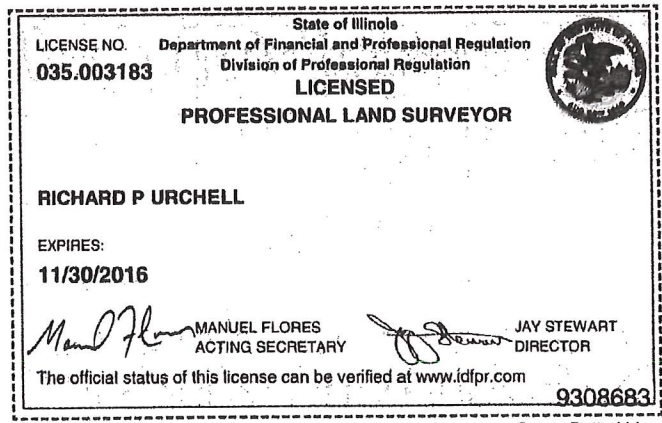 State of Illinois
LICENSE NO.
Department of Financial and Professional Regulation
035.003183
Division of Professional Regulation
LICENSED
PROFESSIONAL LAND SURVEYOR
RICHARD P URCHELL
EXPIRES:
11/30/2016
MANUEL FLORES
ACTING SECRETARY
JAY STEWART
DIRECTOR
The official status of this license can be verified at www.idfpr.com
9308683